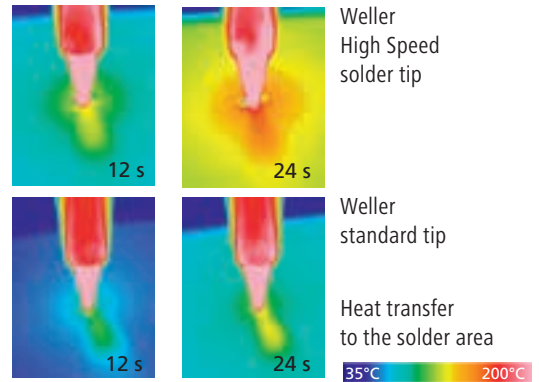 Weller
High Speed
solder tip
12 s
24 s
Weller
standard tip
12 s
24 s
Heat transfer
to the solder area
35°C 200°C